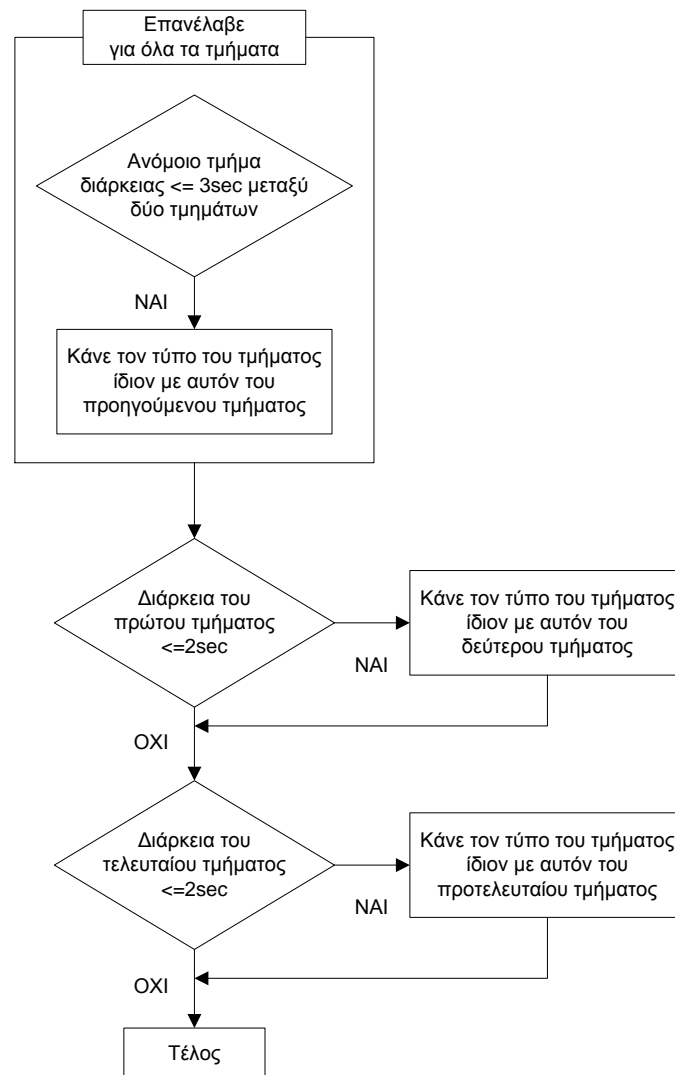 Επανέλαβε
για όλα τα τμήματα
Ανόμοιο τμήμα
διάρκειας <= 3sec μεταξύ
δύο τμημάτων
ΝΑΙ
Κάνε τον τύπο του τμήματος
ίδιον με αυτόν του
προηγούμενου τμήματος
Διάρκεια του
πρώτου τμήματος
<=2sec
ΝΑΙ
Κάνε τον τύπο του τμήματος
ίδιον με αυτόν του
δεύτερου τμήματος
ΟΧΙ
Διάρκεια του
τελευταίου τμήματος
<=2sec
ΝΑΙ
Κάνε τον τύπο του τμήματος
ίδιον με αυτόν του
προτελευταίου τμήματος
ΟΧΙ
Τέλος